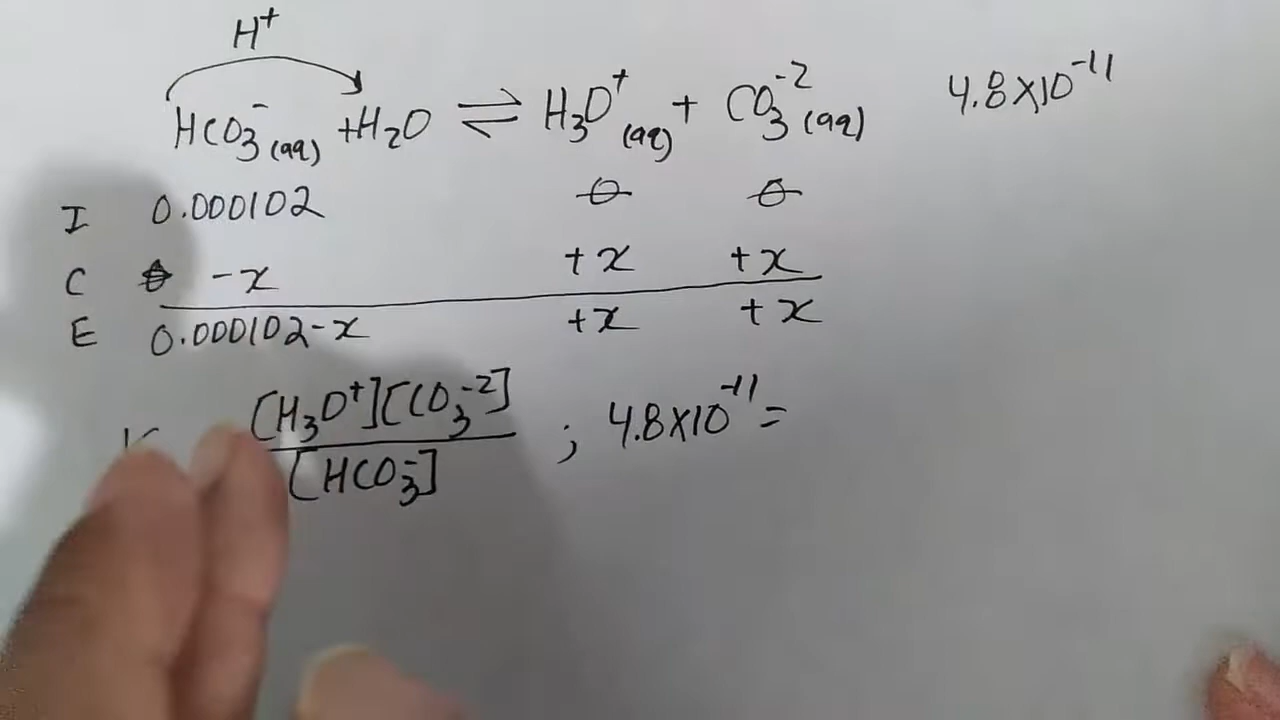 H⁺
HCO₃⁻(aq) + H₂O ⇌ H₃O⁺(aq) + CO₃⁻²(aq) 4.8×10⁻¹¹
I 0.000102 0 0
C -x +x +x
E 0.000102-x +x +x
[H₃O⁺][CO₃⁻²] / [HCO₃⁻] ; 4.8×10⁻¹¹ =